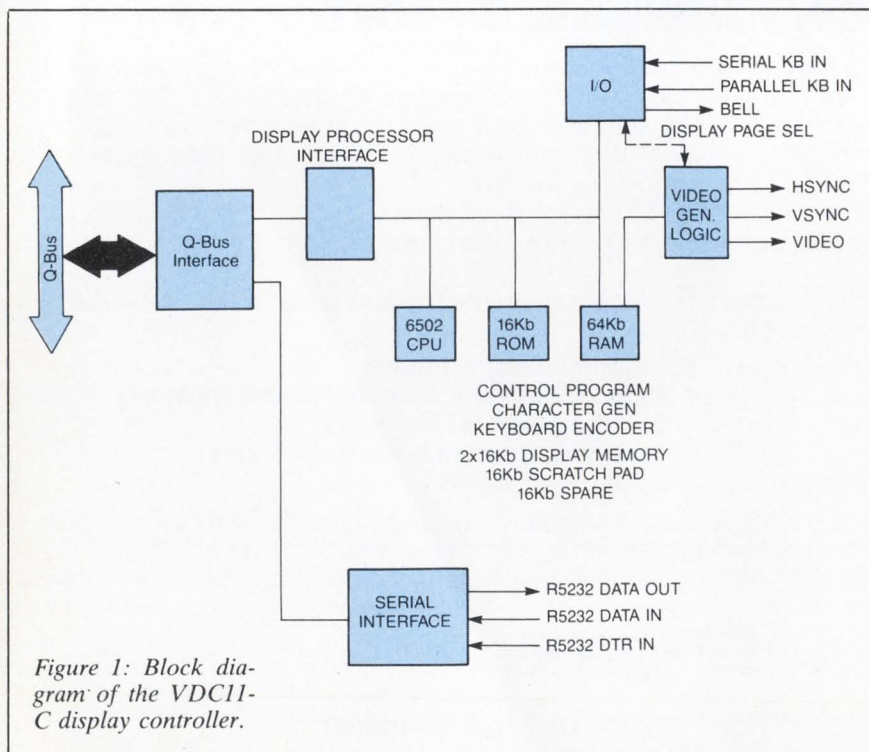 SERIAL KB IN
I/O
PARALLEL KB IN
BELL
DISPLAY PAGE SEL
DISPLAY PROCESSOR
INTERFACE
Q-Bus
Q-Bus
Interface
VIDEO
GEN.
LOGIC
HSYNC
VSYNC
VIDEO
6502
CPU
16Kb
ROM
64Kb
RAM
CONTROL PROGRAM
CHARACTER GEN
KEYBOARD ENCODER
2x16Kb DISPLAY MEMORY
16Kb SCRATCH PAD
16Kb SPARE
SERIAL
INTERFACE
R5232 DATA OUT
R5232 DATA IN
R5232 DTR IN
Figure 1: Block dia-
gram of the VDC11-
C display controller.